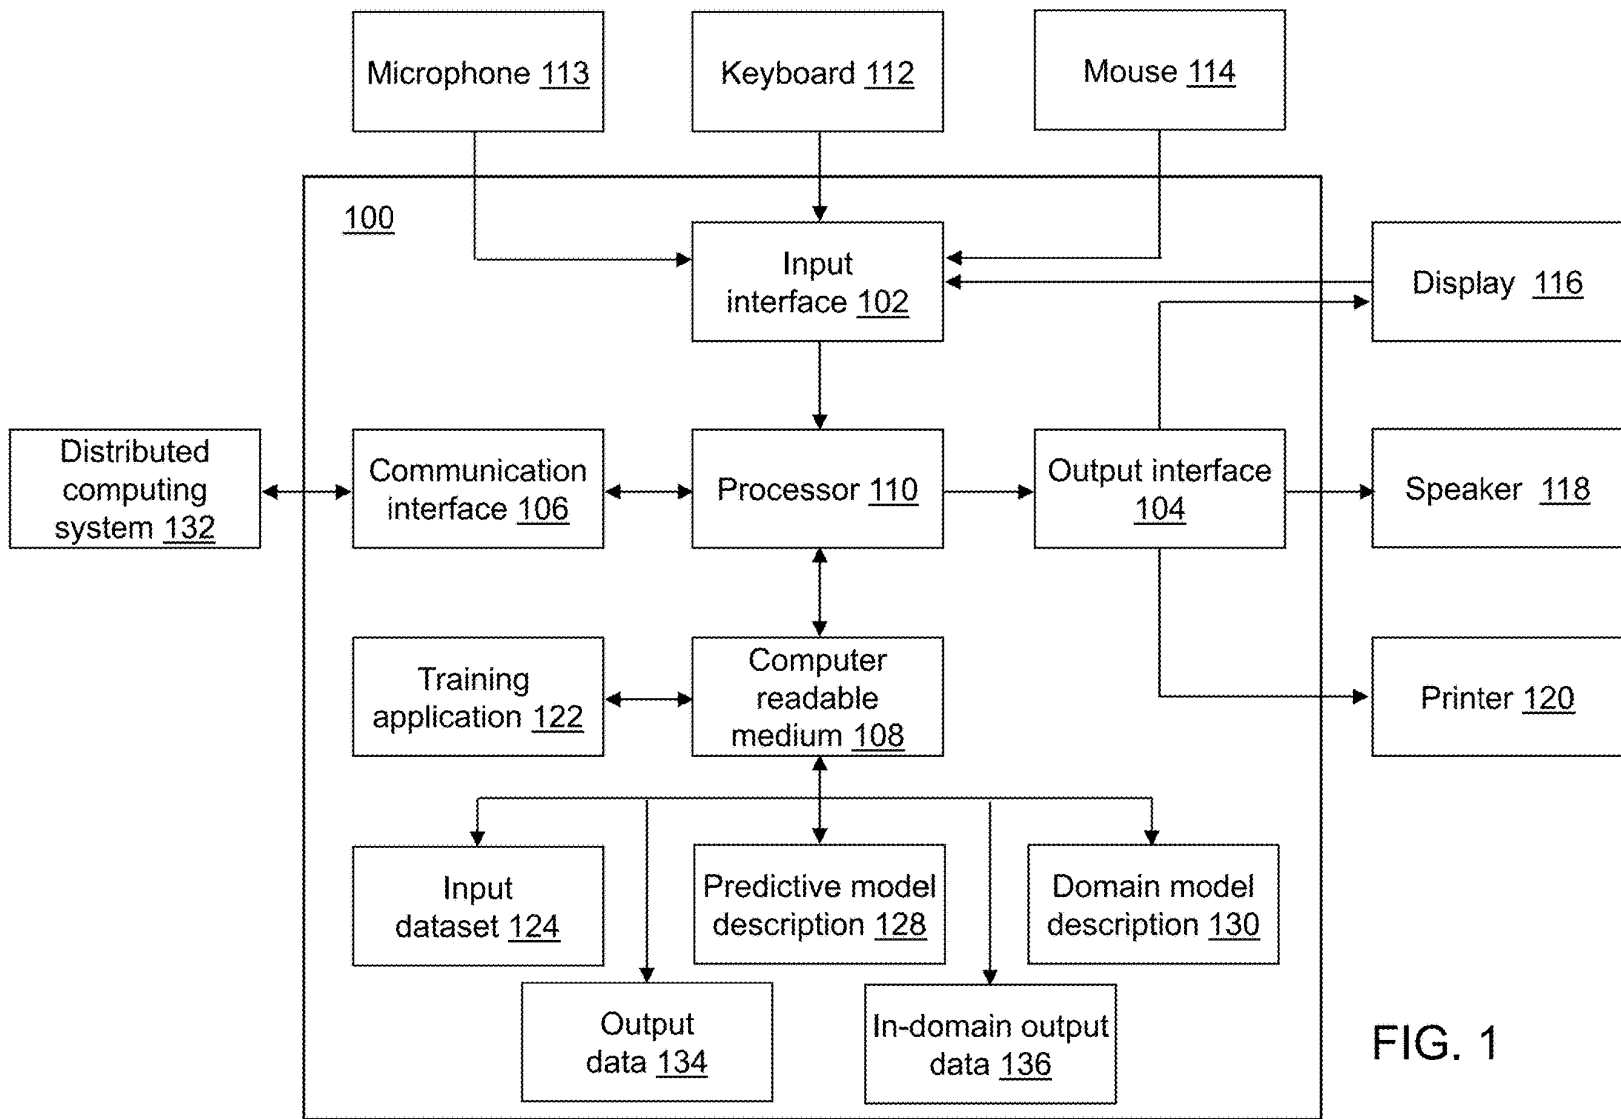 Microphone 113
Keyboard 112
Mouse 114
100
Input
interface 102
Display 116
Distributed
computing
system 132
Communication
interface 106
Processor 110
Output interface
104
Speaker 118
Training
application 122
Computer
readable
medium 108
Printer 120
Input
dataset 124
Predictive model
description 128
Domain model
description 130
Output
data 134
In-domain output
data 136
FIG. 1